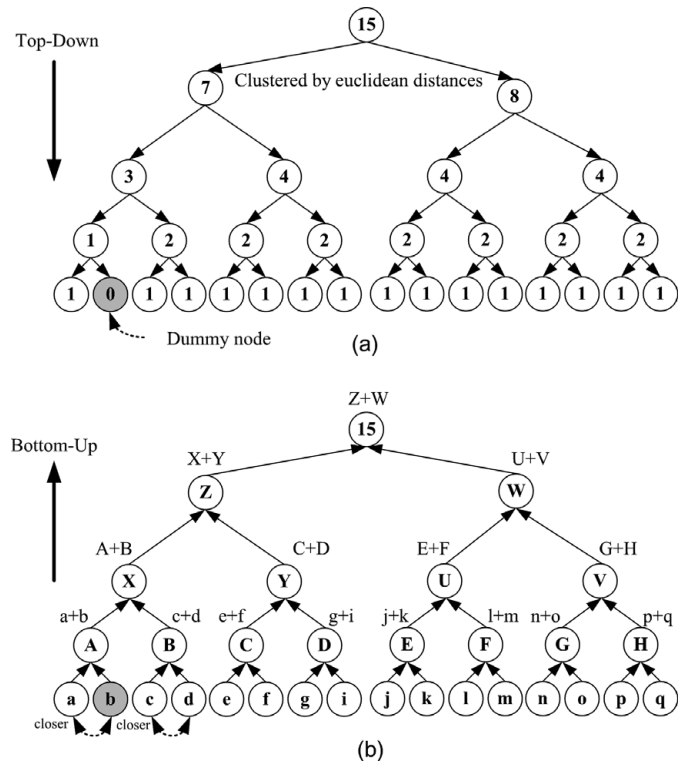 15
Top-Down
Clustered by euclidean distances
7
8
3 4 4 4
1 2 2 2 2 2 2 2
1 0 1 1 1 1 1 1 1 1 1 1 1 1 1 1
Dummy node
(a)
Z+W
15
Bottom-Up
X+Y U+V
Z W
A+B C+D E+F G+H
X Y U V
a+b c+d e+f g+i j+k l+m n+o p+q
A B C D E F G H
a b c d e f g i j k l m n o p q
closer closer
(b)